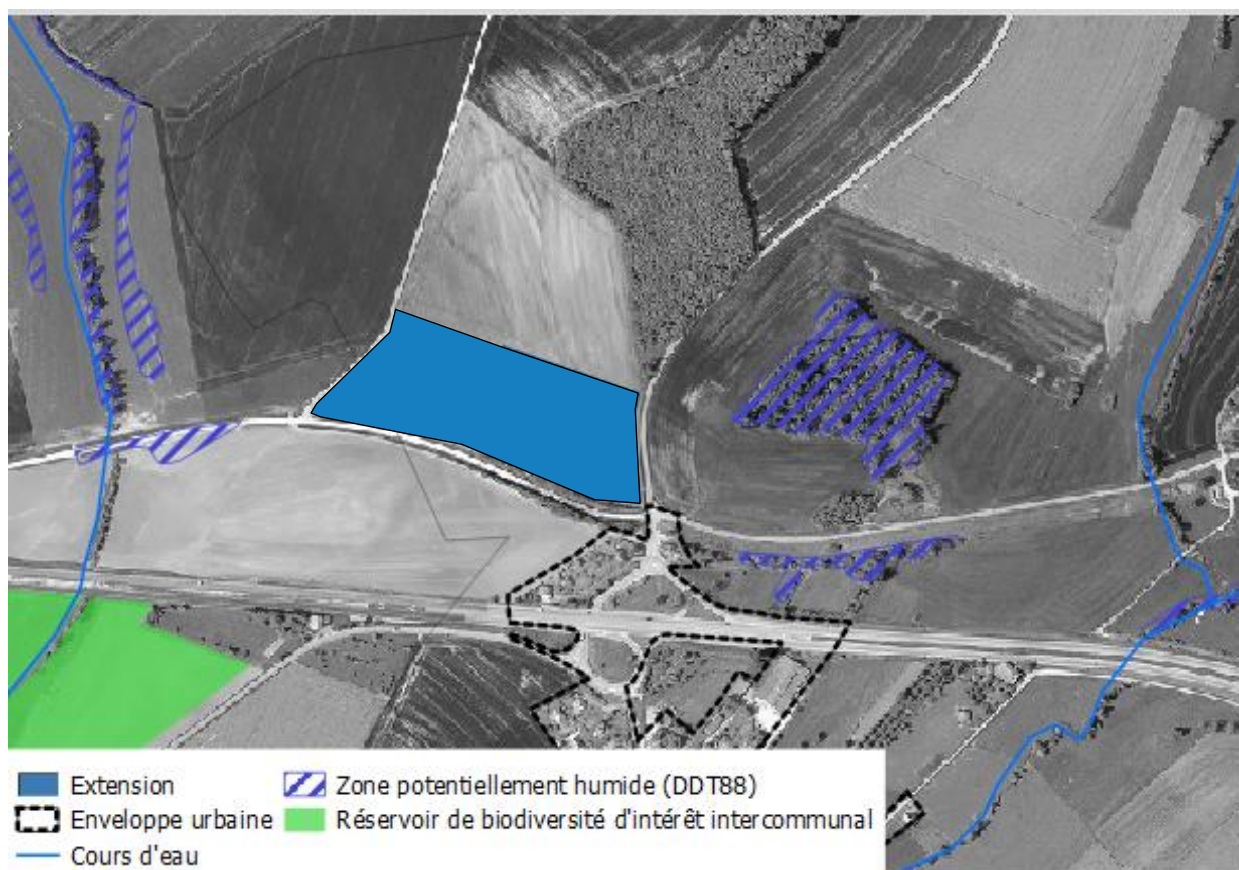 Extension
Zone potentiellement humide (DDT88)
Enveloppe urbaine
Réservoir de biodiversité d'intérêt intercommunal
Cours d'eau